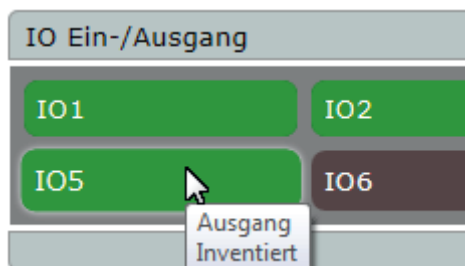 IO Ein-/Ausgang
IO1 IO2
IO5 IO6
Ausgang
Inventiert